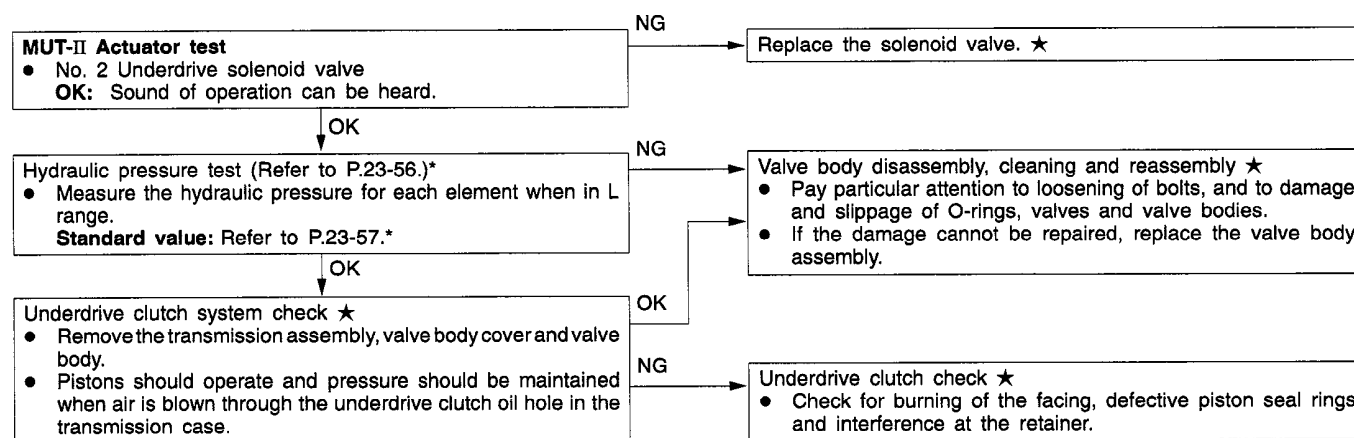 NG
MUT-II Actuator test
● No. 2 Underdrive solenoid valve
OK: Sound of operation can be heard.
Replace the solenoid valve. ★
OK
Hydraulic pressure test (Refer to P.23-56.)*
● Measure the hydraulic pressure for each element when in L
range.
Standard value: Refer to P.23-57.*
NG
Valve body disassembly, cleaning and reassembly ★
● Pay particular attention to loosening of bolts, and to damage
and slippage of O-rings, valves and valve bodies.
● If the damage cannot be repaired, replace the valve body
assembly.
OK
Underdrive clutch system check ★
● Remove the transmission assembly, valve body cover and valve
body.
● Pistons should operate and pressure should be maintained
when air is blown through the underdrive clutch oil hole in the
transmission case.
OK
NG
Underdrive clutch check ★
● Check for burning of the facing, defective piston seal rings
and interference at the retainer.